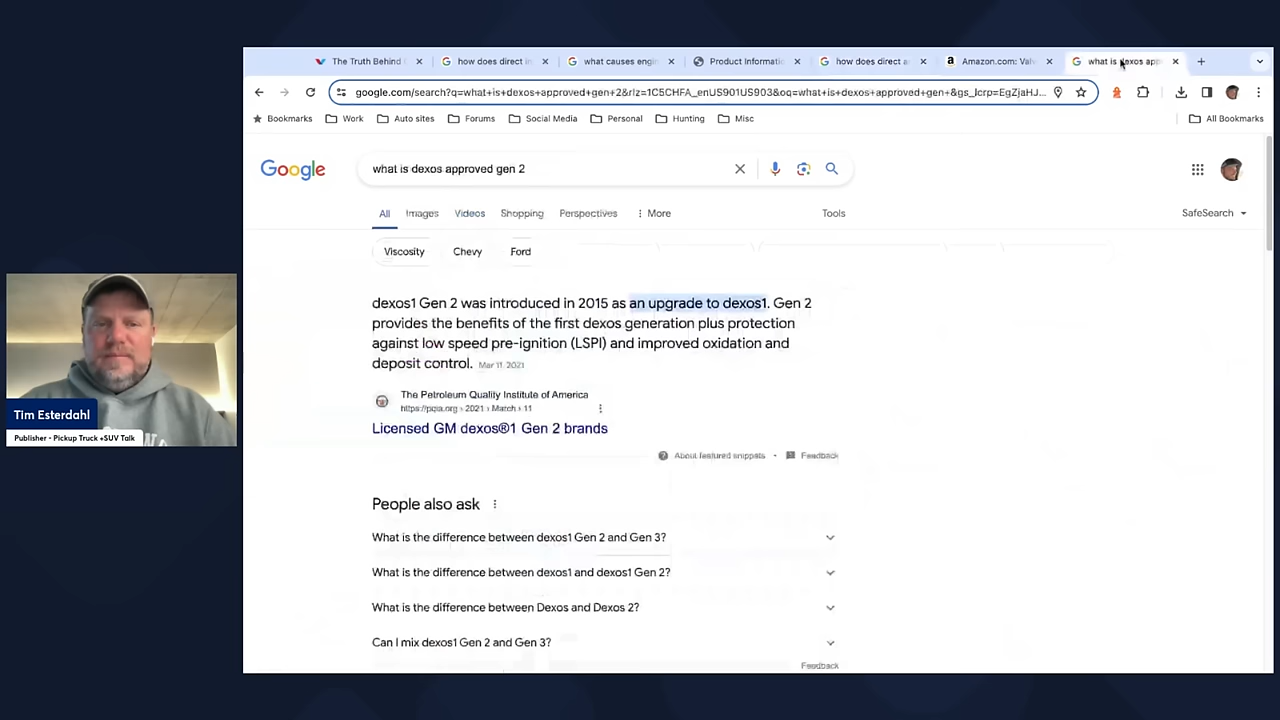 The Truth Behind
how does direct in
what causes engin
Product Informatio
how does direct a
Amazon.com: Valv
what is dexos app
google.com/search?q=what+is+dexos+approved+gen+2&rlz=1C5CHFA_enUS901US903&oq=what+is+dexos+approved+gen+&gs_lcrp=EgZjaHJ...
Bookmarks
Work
Auto sites
Forums
Social Media
Personal
Hunting
Misc
All Bookmarks
Google
what is dexos approved gen 2
All
Images
Videos
Shopping
Perspectives
More
Tools
SafeSearch
Viscosity
Chevy
Ford
dexos1 Gen 2 was introduced in 2015 as an upgrade to dexos1. Gen 2
provides the benefits of the first dexos generation plus protection
against low speed pre-ignition (LSPI) and improved oxidation and
deposit control. Mar 11, 2021
The Petroleum Quality Institute of America
https://pqia.org › 2021 › March › 11
Licensed GM dexos®1 Gen 2 brands
About featured snippets
Feedback
People also ask
What is the difference between dexos1 Gen 2 and Gen 3?
What is the difference between dexos1 and dexos1 Gen 2?
What is the difference between Dexos and Dexos 2?
Can I mix dexos1 Gen 2 and Gen 3?
Feedback
Tim Esterdahl
Publisher - Pickup Truck +SUV Talk